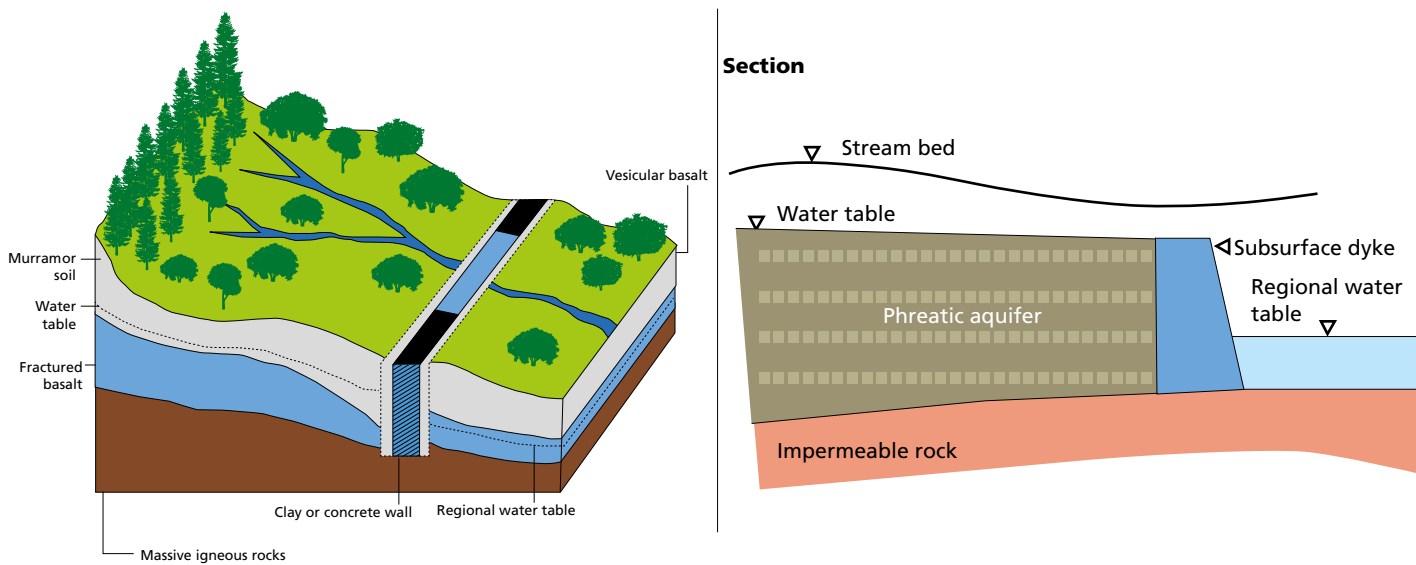 Vesicular basalt
Murramor
soil
Water
table
Fractured
basalt
Clay or concrete wall
Regional water table
Massive igneous rocks
Section
Stream bed
Water table
Subsurface dyke
Regional water
table
Phreatic aquifer
Impermeable rock